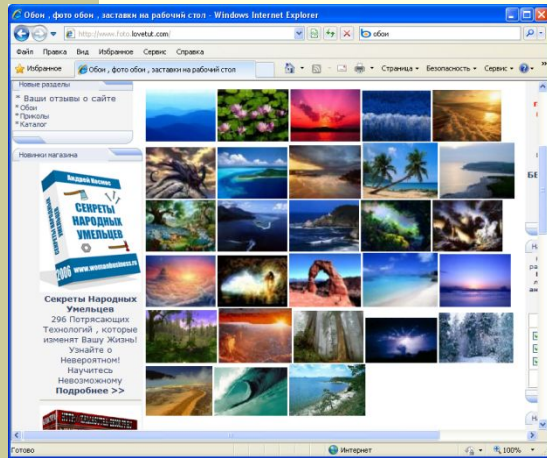 Обои , фото обои , заставки на рабочий стол - Windows Internet Explorer
http://www.foto.lovetut.com/
обои
Файл Правка Вид Избранное Сервис Справка
Избранное
Обои , фото обои , заставки на рабочий стол
Страница Безопасность Сервис
Новые разделы
* Ваши отзывы о сайте
* Обои
* Приколы
* Каталог
Новинки магазина
Андрей Космос
СЕКРЕТЫ
НАРОДНЫХ
УМЕЛЬЦЕВ
2006 www.womanbusiness.ru
Секреты Народных
Умельцев
296 Потрясающих
Технологий , которые
изменят Вашу Жизнь!
Узнайте о
Невероятном!
Научитесь
Невозможному
Подробнее >>
Готово
Интернет
100%